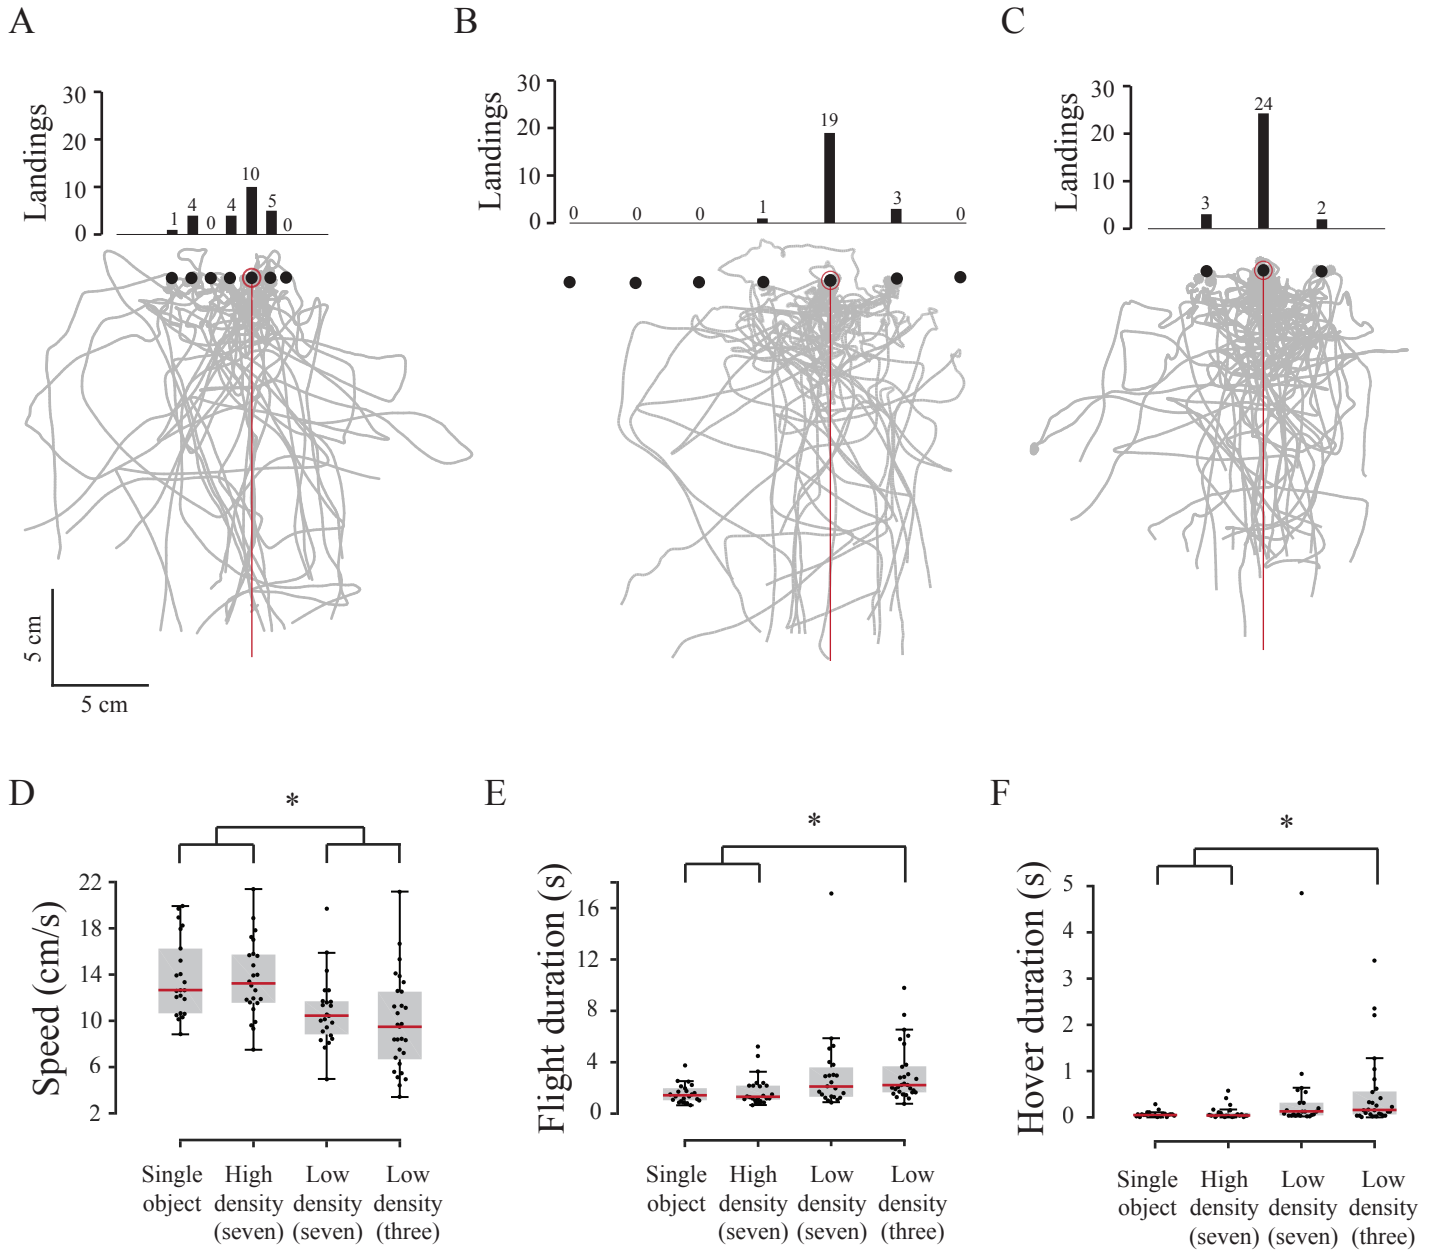 A
B
C
30
20
10
0
Landings
1
4
0
4
10
5
0
30
20
10
0
Landings
0
0
0
1
19
3
0
30
20
10
0
Landings
3
24
2
5 cm
5 cm
D
*
22
18
14
10
6
2
Speed (cm/s)
Single object
High density (seven)
Low density (seven)
Low density (three)
E
*
16
12
8
4
0
Flight duration (s)
Single object
High density (seven)
Low density (seven)
Low density (three)
F
*
5
4
3
2
1
0
Hover duration (s)
Single object
High density (seven)
Low density (seven)
Low density (three)